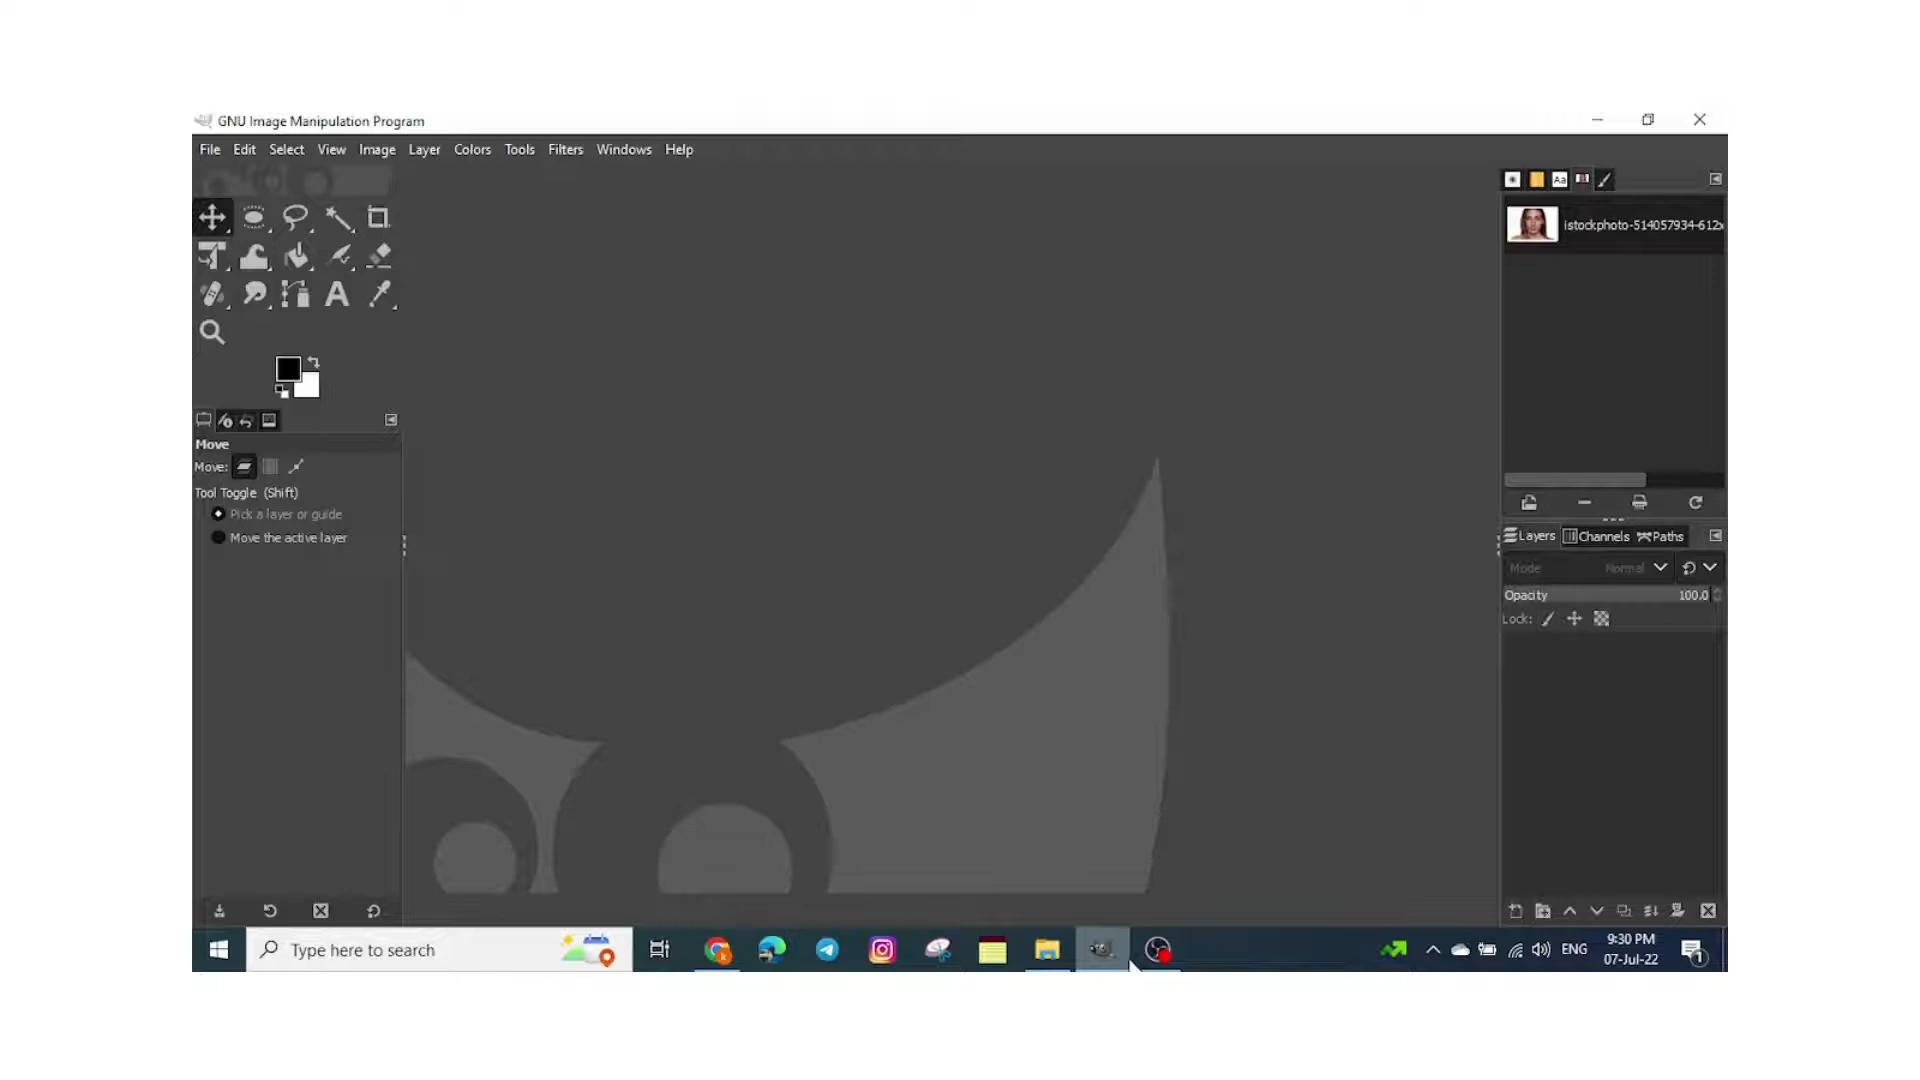 GNU Image Manipulation Program
File Edit Select View Image Layer Colors Tools Filters Windows Help
Aa
istockphoto-514057934-612x
A
Move
Move:
Tool Toggle (Shift)
Pick a layer or guide
Move the active layer
Layers Channels Paths
Mode Normal
Opacity 100.0
Lock:
Type here to search
ENG
9:30 PM
07-Jul-22
1